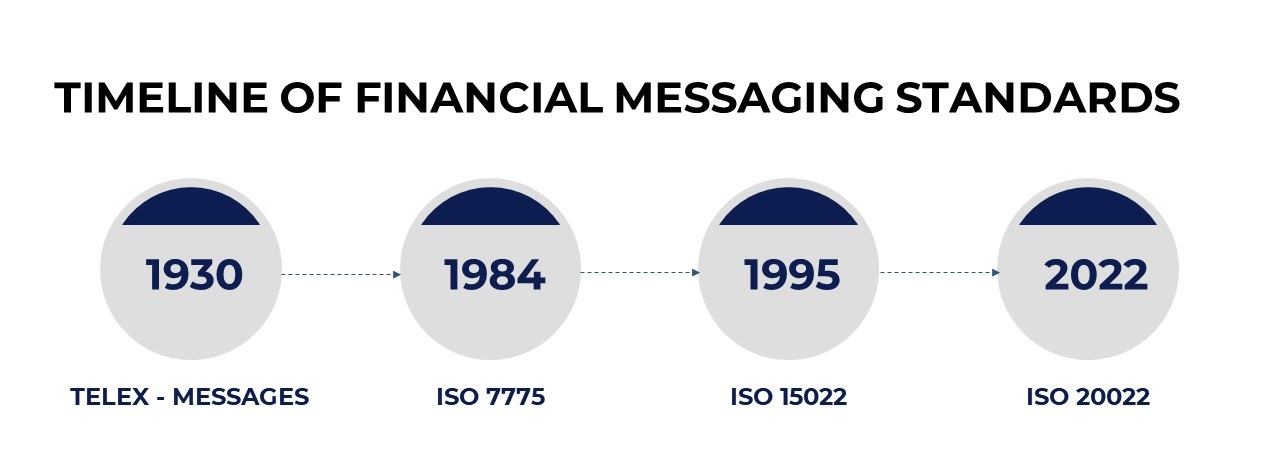 TIMELINE OF FINANCIAL MESSAGING STANDARDS
1930
1984
1995
2022
TELEX - MESSAGES
ISO 7775
ISO 15022
ISO 20022